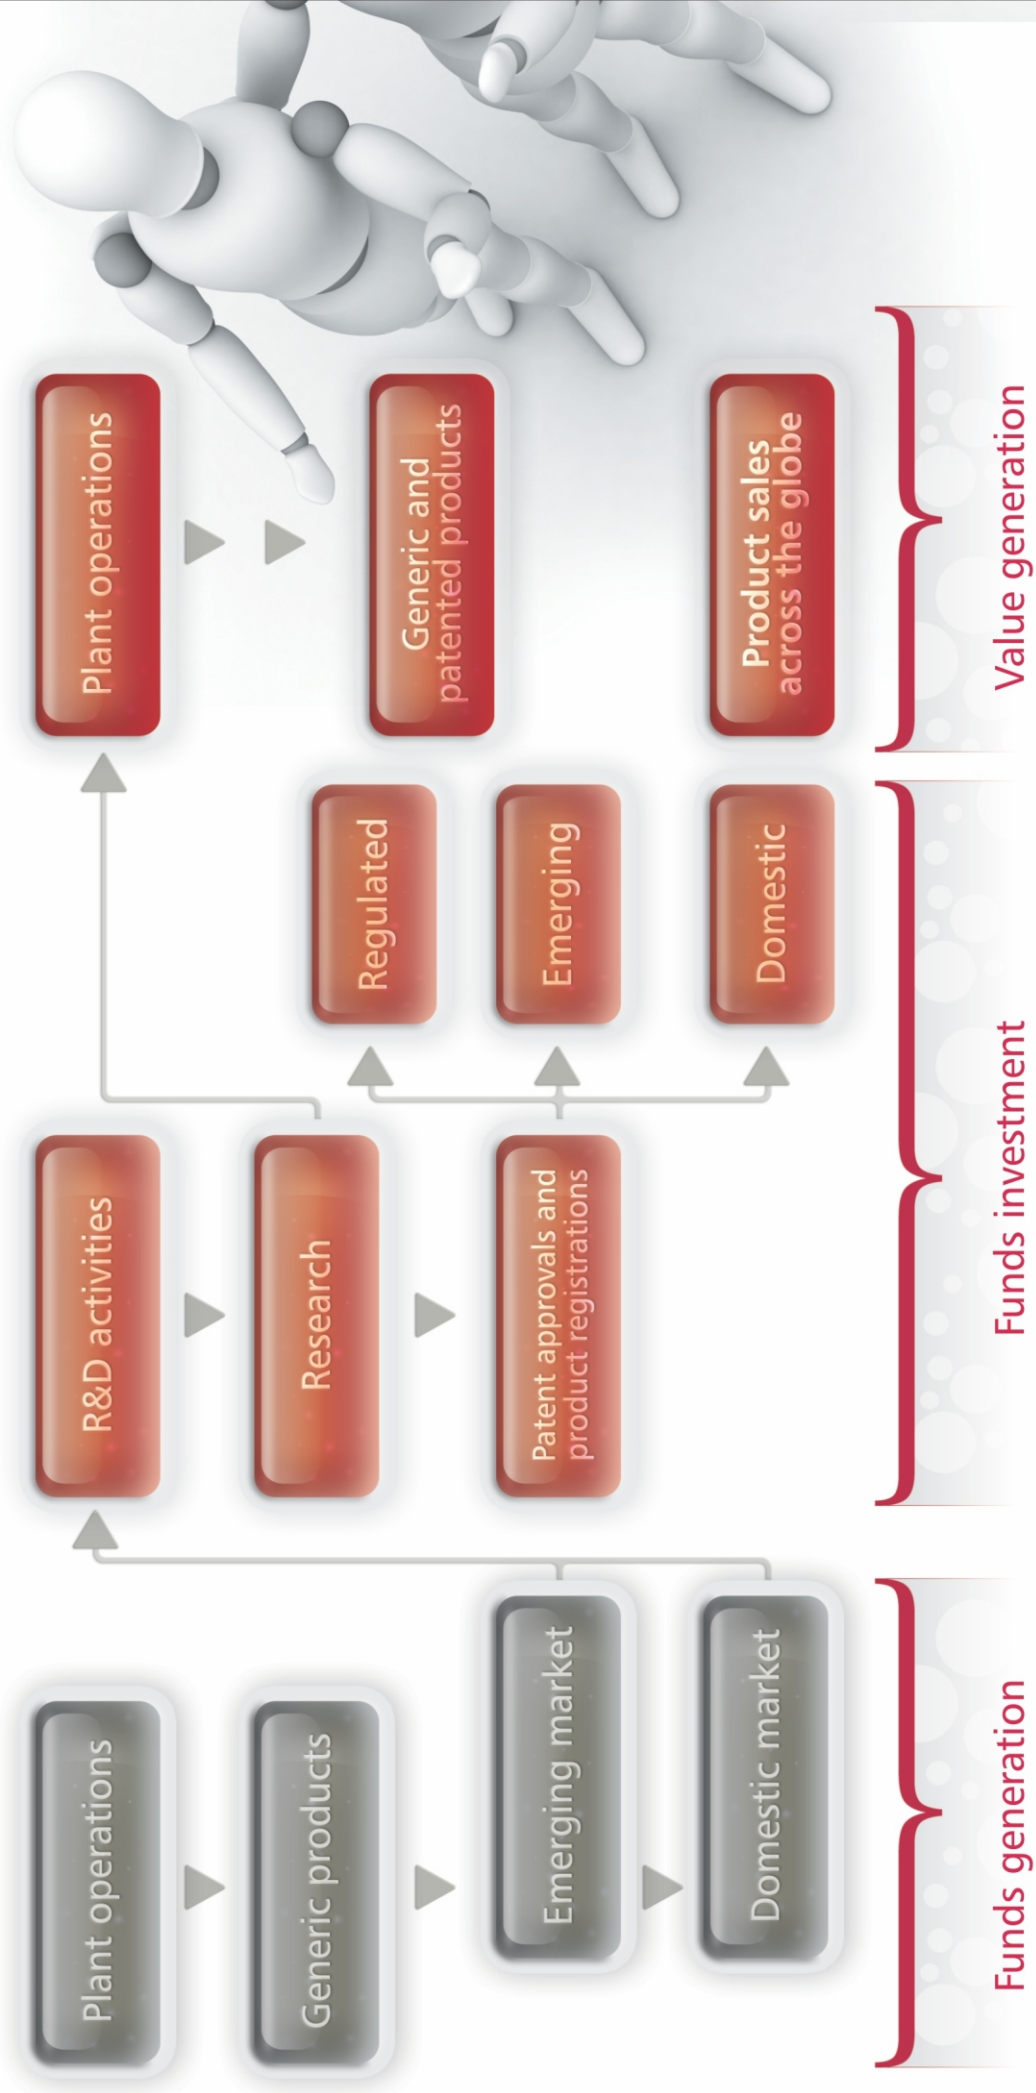 Plant operations
Generic products
Emerging market
Domestic market
Funds generation
R&D activities
Research
Patent approvals and
product registrations
Regulated
Emerging
Domestic
Funds investment
Plant operations
Generic and
patented products
Product sales
across the globe
Value generation